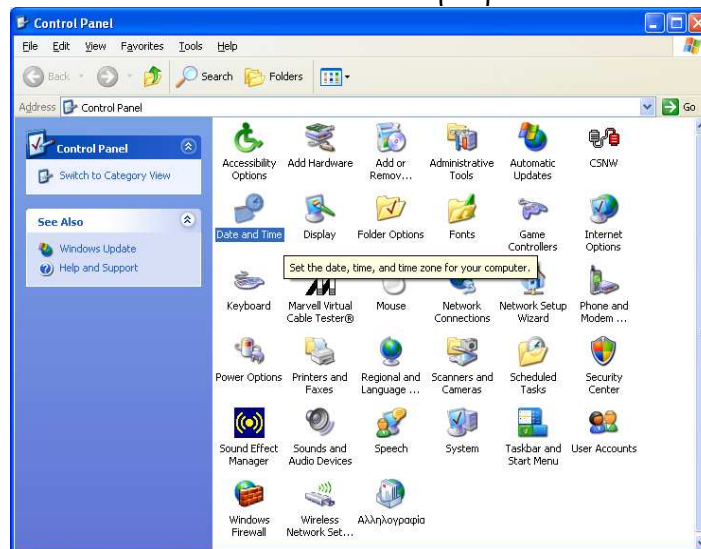 Control Panel
File Edit View Favorites Tools Help
Back Search Folders
Address Control Panel Go
Control Panel
Switch to Category View
See Also
Windows Update
Help and Support
Accessibility Options
Add Hardware
Add or Remov...
Administrative Tools
Automatic Updates
CSNW
Date and Time
Display
Folder Options
Fonts
Game Controllers
Internet Options
Set the date, time, and time zone for your computer.
Keyboard
Marvell Virtual Cable Tester®
Mouse
Network Connections
Network Setup Wizard
Phone and Modem ...
Power Options
Printers and Faxes
Regional and Language ...
Scanners and Cameras
Scheduled Tasks
Security Center
Sound Effect Manager
Sounds and Audio Devices
Speech
System
Taskbar and Start Menu
User Accounts
Windows Firewall
Wireless Network Set...
Αλληλογραφία